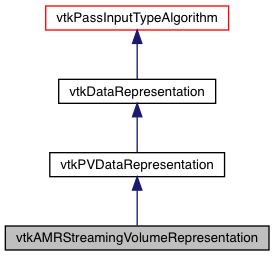 vtkPassInputTypeAlgorithm
vtkDataRepresentation
vtkPVDataRepresentation
vtkAMRStreamingVolumeRepresentation